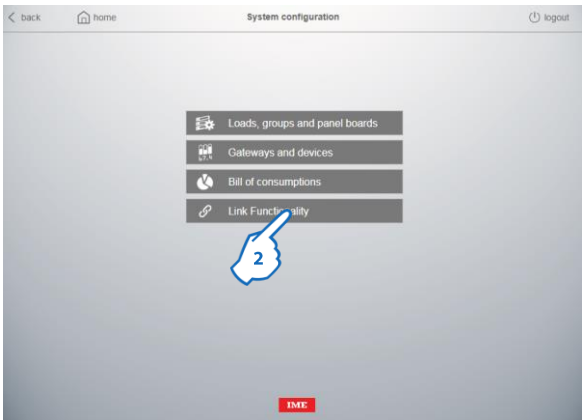 back home System configuration logout
Loads, groups and panel boards
Gateways and devices
Bill of consumptions
Link Functionality
2
IME